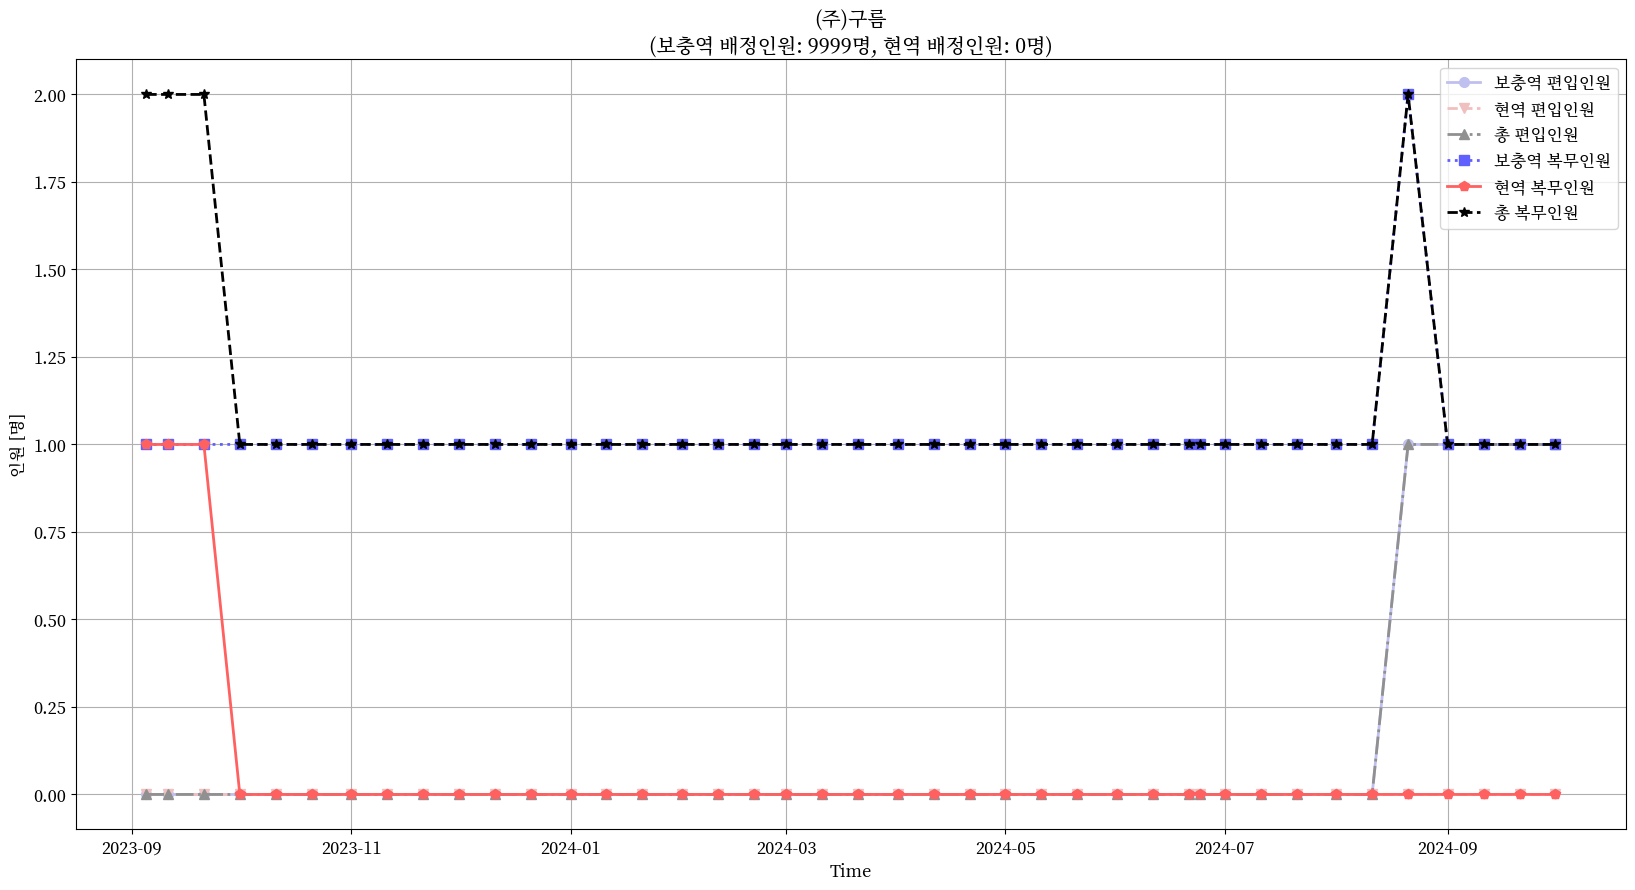 (주)구름
(보충역 배정인원: 9999명, 현역 배정인원: 0명)
보충역 편입인원
현역 편입인원
총 편입인원
보충역 복무인원
현역 복무인원
총 복무인원
인원 [명]
2.00
1.75
1.50
1.25
1.00
0.75
0.50
0.25
0.00
2023-09 2023-11 2024-01 2024-03 2024-05 2024-07 2024-09
Time